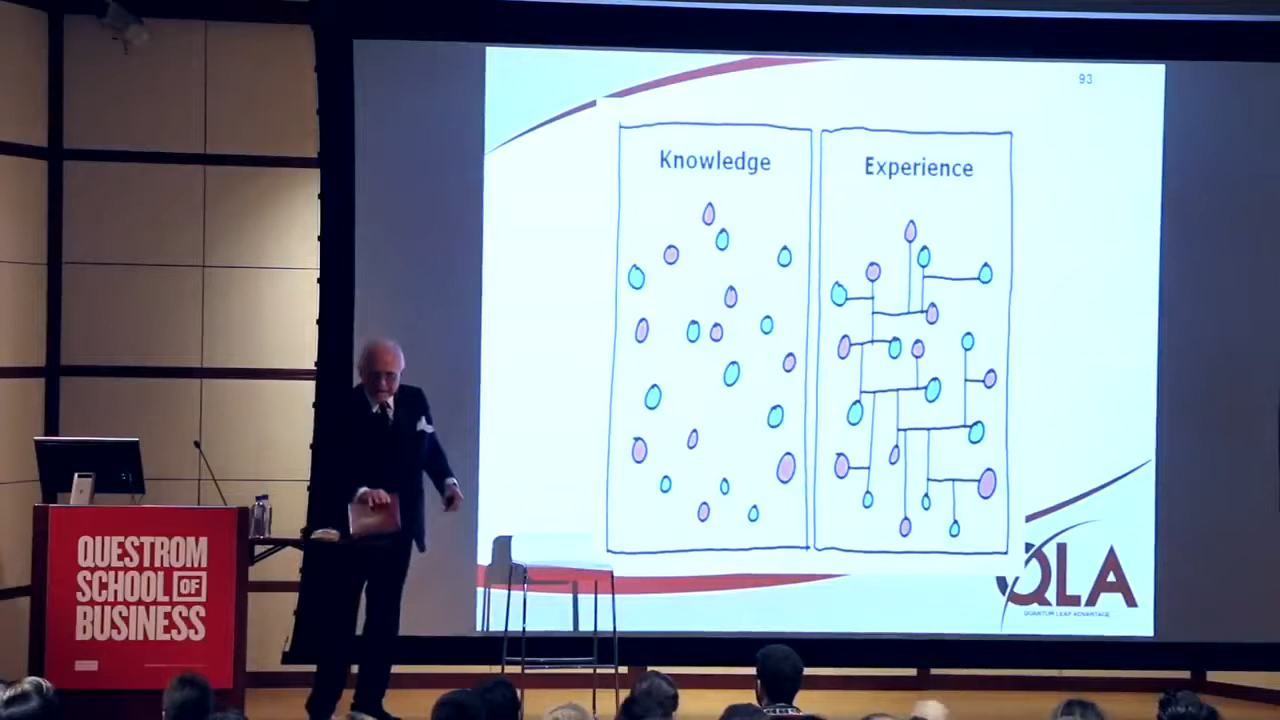 93
Knowledge
Experience
QLA
QUANTUM LEAP ADVANTAGE
QUESTROM
SCHOOL OF
BUSINESS